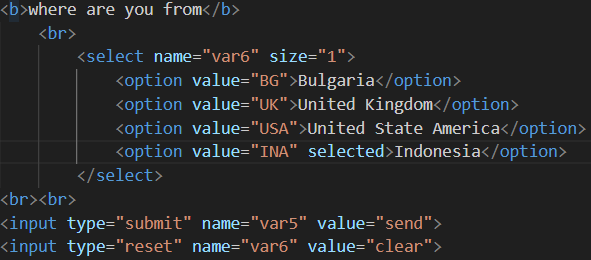 <b>where are you from</b>
<br>
<select name="var6" size="1">
<option value="BG">Bulgaria</option>
<option value="UK">United Kingdom</option>
<option value="USA">United State America</option>
<option value="INA" selected>Indonesia</option>
</select>
<br><br>
<input type="submit" name="var5" value="send">
<input type="reset" name="var6" value="clear">